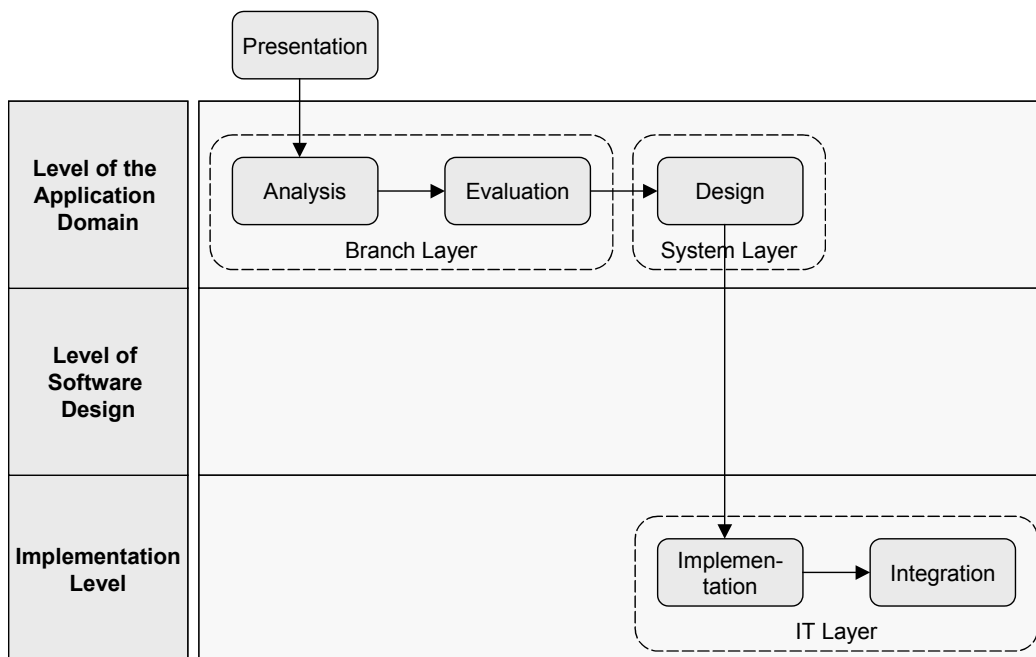 Presentation
Level of the
Application
Domain
Analysis
Evaluation
Design
Branch Layer
System Layer
Level of
Software
Design
Implementation
Level
Implemen-
tation
Integration
IT Layer